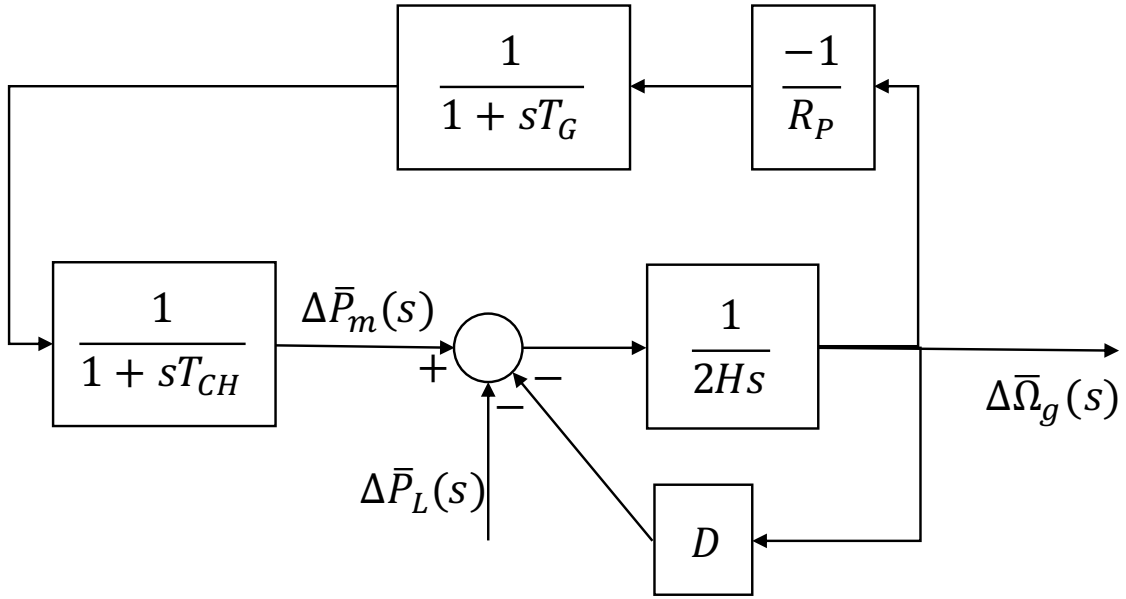 1
1 + sT_G
−1
R_P
1
1 + sT_CH
ΔP̅_m(s)
+
−
−
1
2Hs
ΔΩ̅_g(s)
ΔP̅_L(s)
D